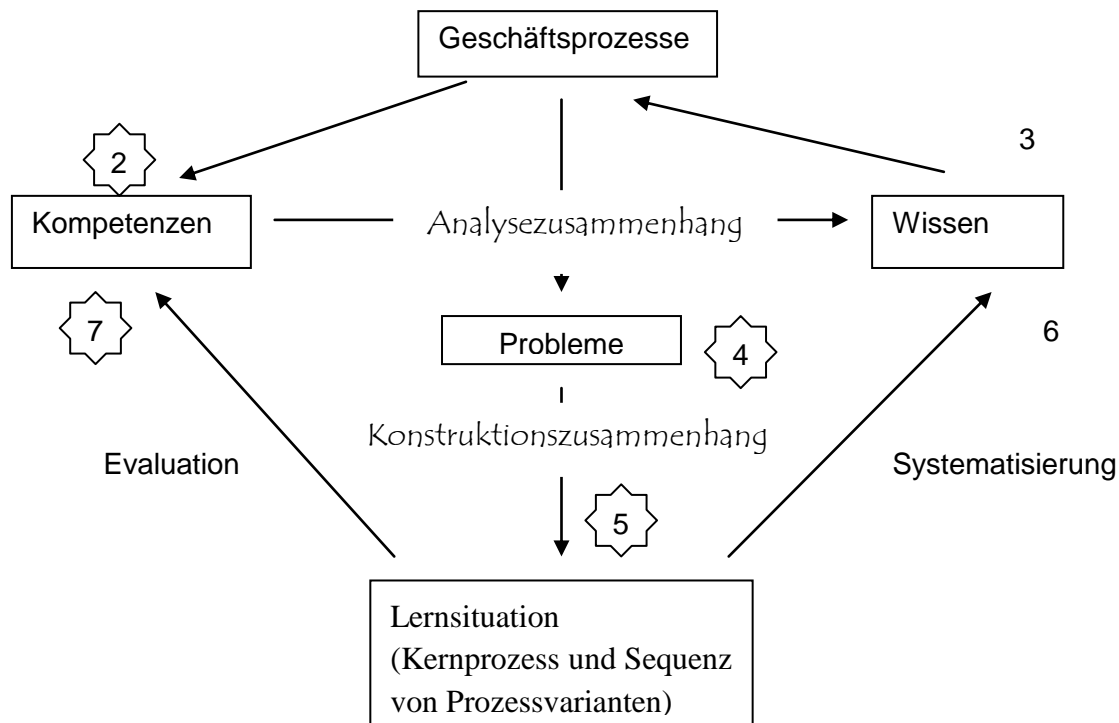 Geschäftsprozesse
2
3
Kompetenzen
Analysezusammenhang
Wissen
7
Probleme
4
6
Konstruktionszusammenhang
Evaluation
Systematisierung
5
Lernsituation
(Kernprozess und Sequenz
von Prozessvarianten)